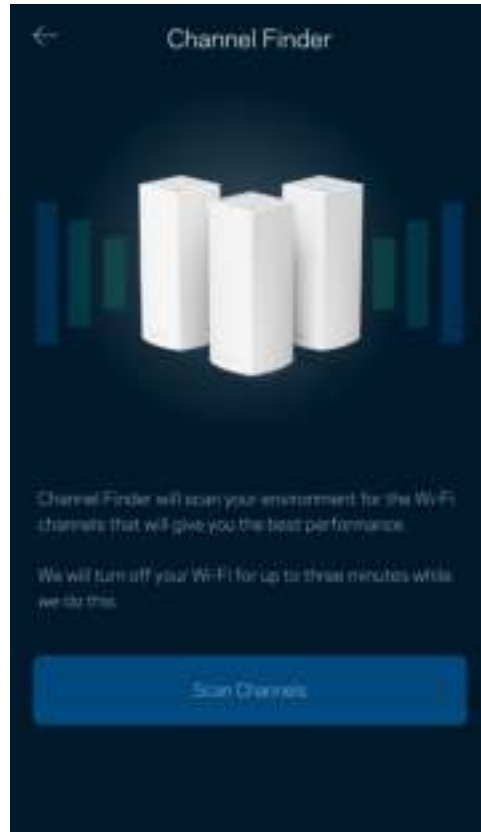 Channel Finder
Channel Finder will scan your environment for the Wi-Fi
channels that will give you the best performance.
We will turn off your Wi-Fi for up to three minutes while
we do this.
Scan Channels